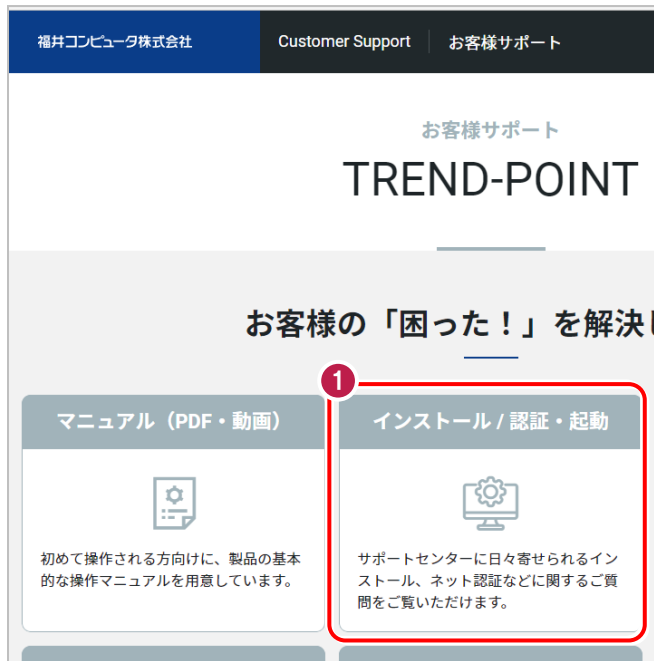 福井コンピュータ株式会社
Customer Support
お客様サポート
お客様サポート
TREND-POINT
お客様の「困った！」を解決し
1
マニュアル（PDF・動画）
初めて操作される方向けに、製品の基本
的な操作マニュアルを用意しています。
インストール / 認証・起動
サポートセンターに日々寄せられるイン
ストール、ネット認証などに関するご質
問をご覧いただけます。